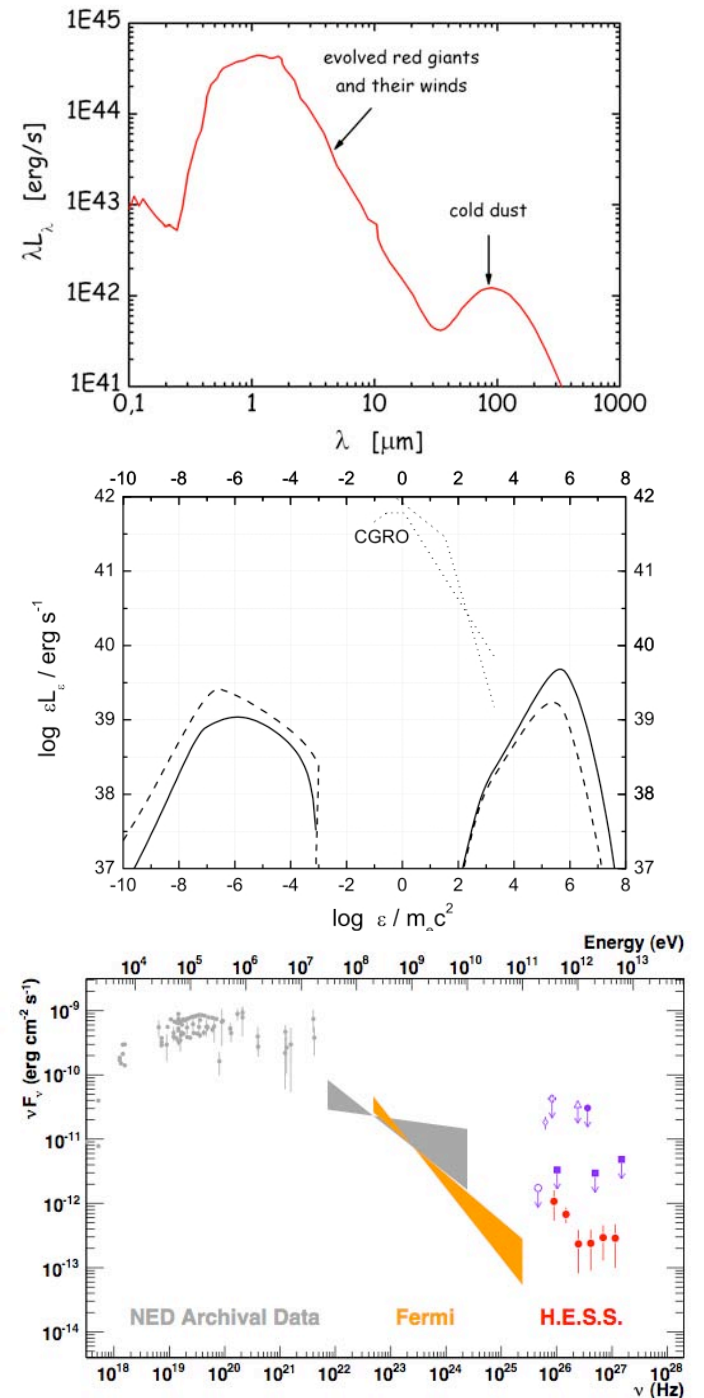 1E45
evolved red giants
and their winds
1E44
λL_λ [erg/s]
1E43
cold dust
1E42
1E41
0,1 1 10 100 1000
λ [μm]
-10 -8 -6 -4 -2 0 2 4 6 8
42 42
CGRO
41 41
40 40
log εL_ε / erg s⁻¹
39 39
38 38
37 37
-10 -8 -6 -4 -2 0 2 4 6 8
log ε / m_ec²
Energy (eV)
10⁴ 10⁵ 10⁶ 10⁷ 10⁸ 10⁹ 10¹⁰ 10¹¹ 10¹² 10¹³
νF_ν (erg cm⁻² s⁻¹)
10⁻⁹
10⁻¹⁰
10⁻¹¹
10⁻¹²
10⁻¹³
NED Archival Data Fermi H.E.S.S.
10⁻¹⁴
10¹⁸ 10¹⁹ 10²⁰ 10²¹ 10²² 10²³ 10²⁴ 10²⁵ 10²⁶ 10²⁷ 10²⁸
ν (Hz)